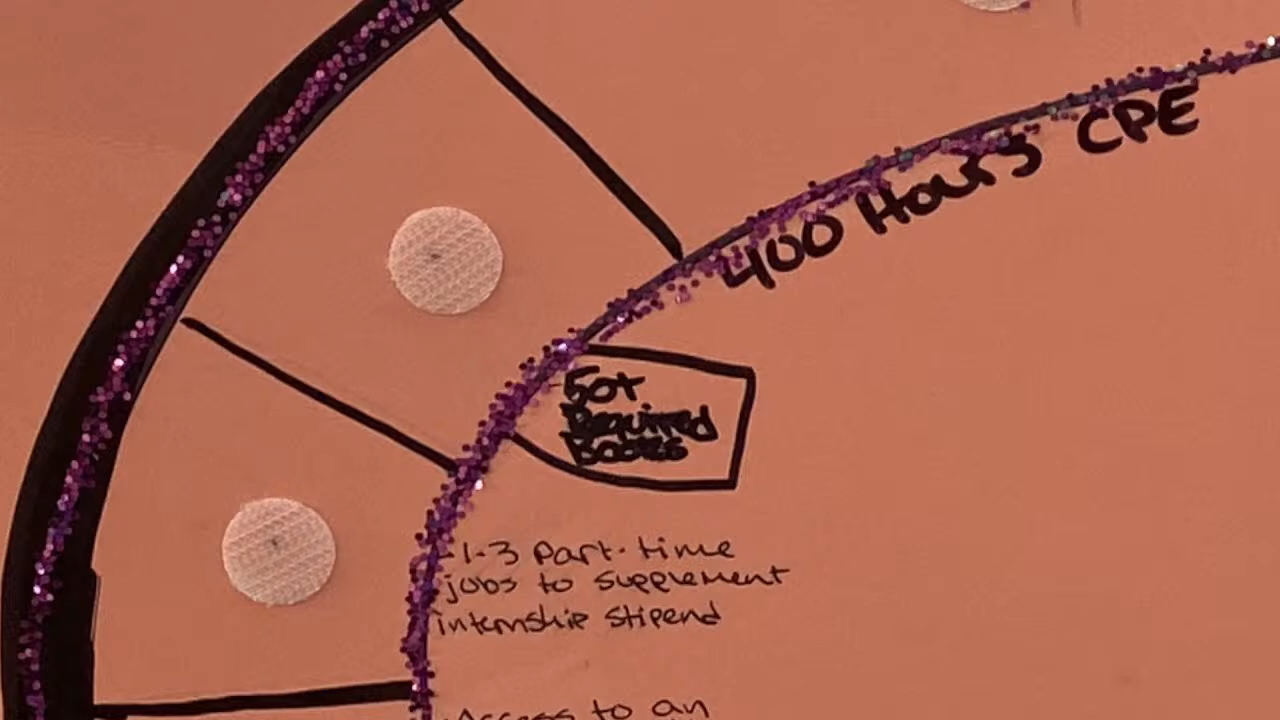 400 Hours CPE
50+
Required
Books
-1-3 part-time
jobs to supplement
internship stipend
-Access to an